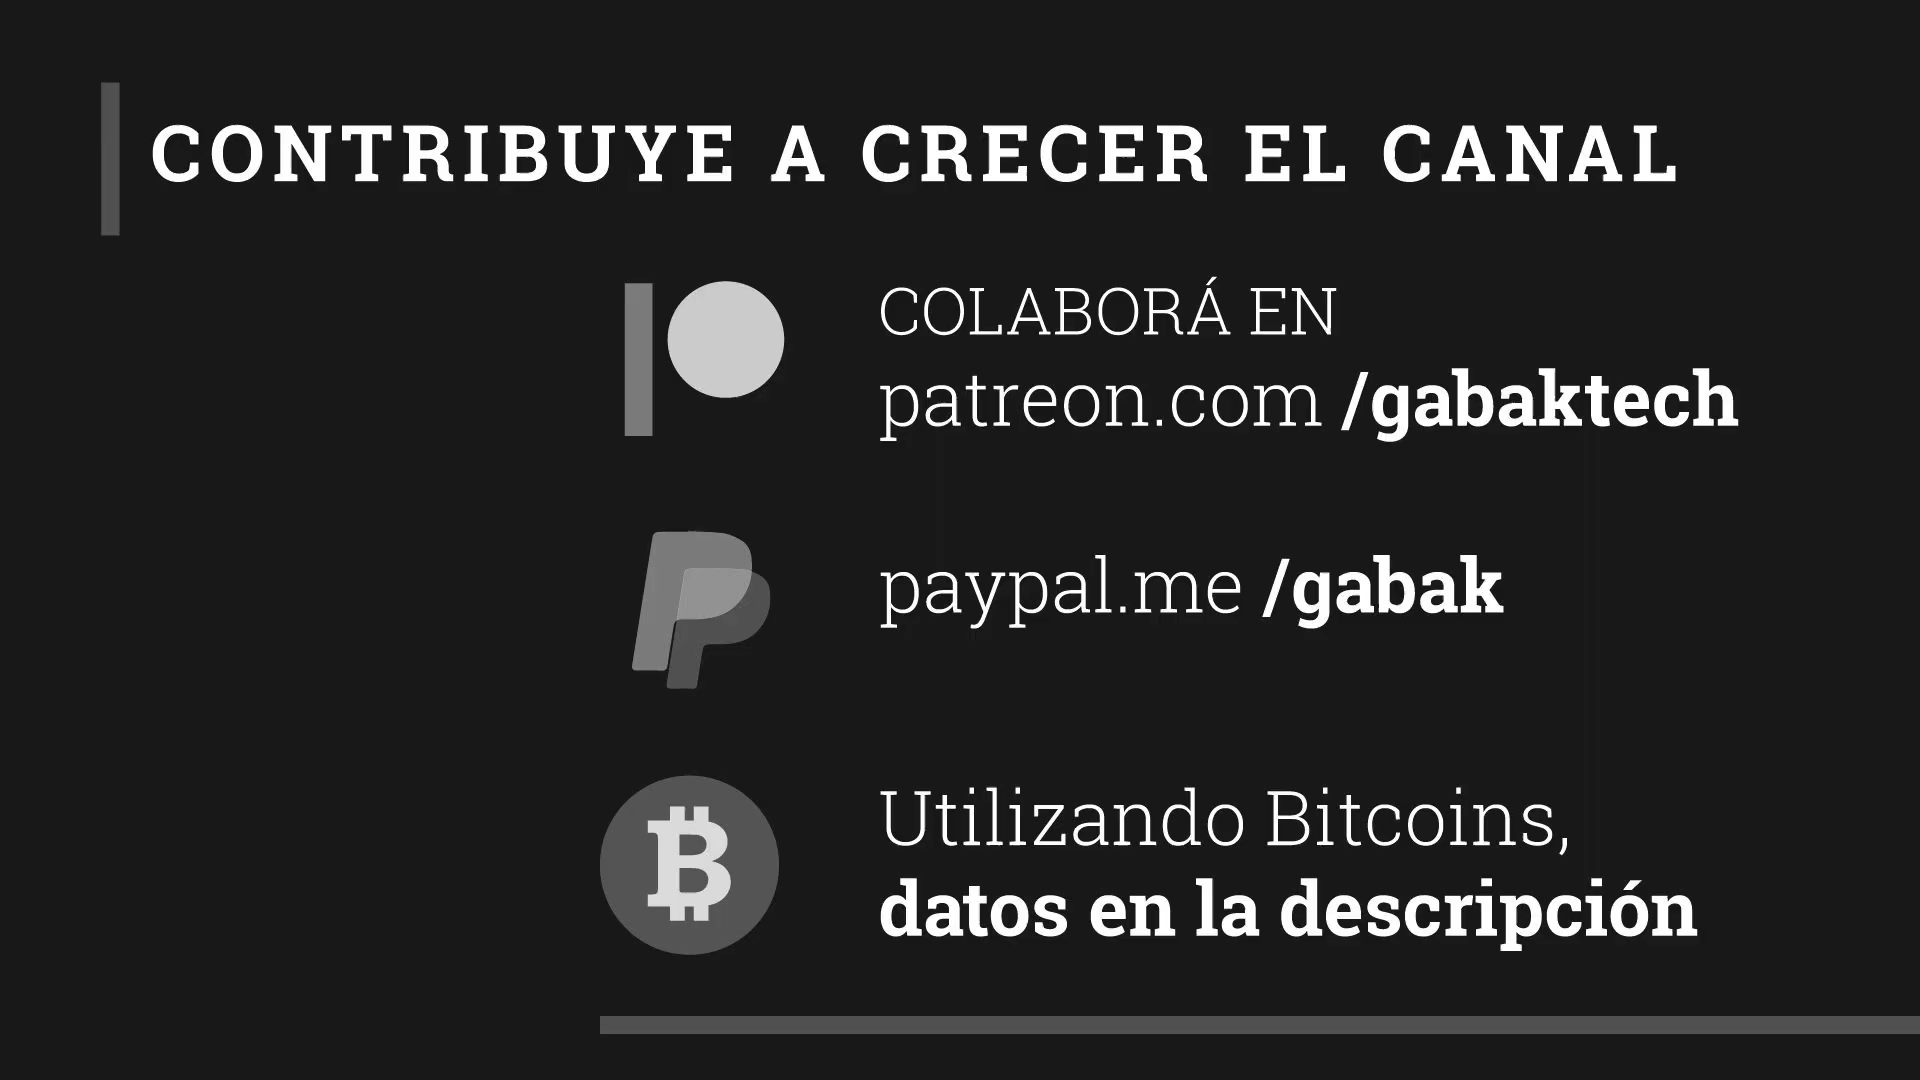 CONTRIBUYE A CRECER EL CANAL
COLABORÁ EN
patreon.com /gabaktech
paypal.me /gabak
Utilizando Bitcoins,
datos en la descripción